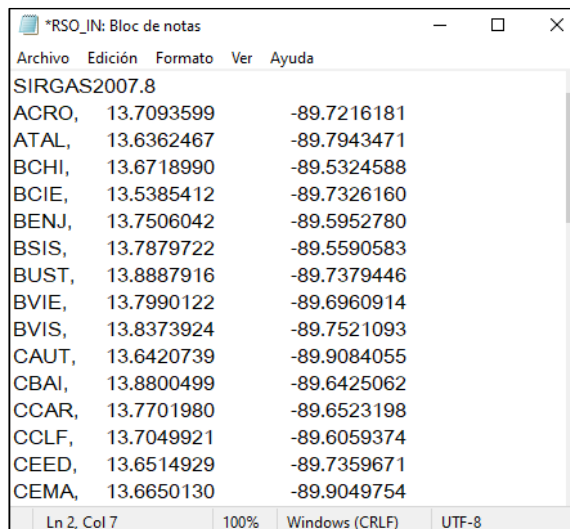 *RSO_IN: Bloc de notas
Archivo Edición Formato Ver Ayuda
SIRGAS2007.8
ACRO, 13.7093599 -89.7216181
ATAL, 13.6362467 -89.7943471
BCHI, 13.6718990 -89.5324588
BCIE, 13.5385412 -89.7326160
BENJ, 13.7506042 -89.5952780
BSIS, 13.7879722 -89.5590583
BUST, 13.8887916 -89.7379446
BVIE, 13.7990122 -89.6960914
BVIS, 13.8373924 -89.7521093
CAUT, 13.6420739 -89.9084055
CBAI, 13.8800499 -89.6425062
CCAR, 13.7701980 -89.6523198
CCLF, 13.7049921 -89.6059374
CEED, 13.6514929 -89.7359671
CEMA, 13.6650130 -89.9049754
Ln 2, Col 7 100% Windows (CRLF) UTF-8